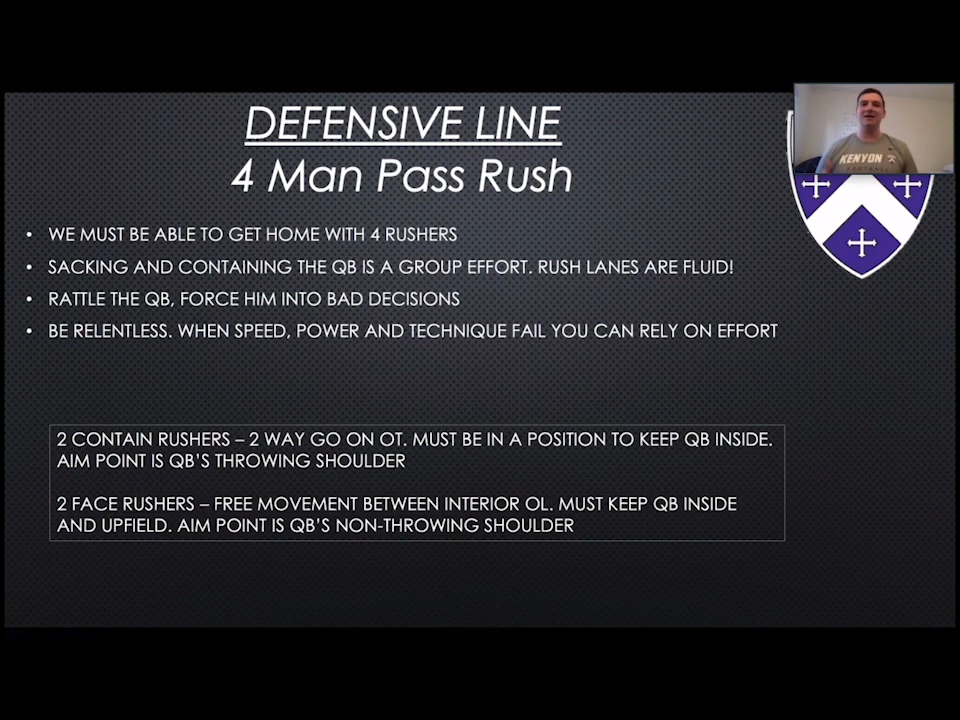 DEFENSIVE LINE
4 Man Pass Rush
KENYON
• WE MUST BE ABLE TO GET HOME WITH 4 RUSHERS
• SACKING AND CONTAINING THE QB IS A GROUP EFFORT. RUSH LANES ARE FLUID!
• RATTLE THE QB, FORCE HIM INTO BAD DECISIONS
• BE RELENTLESS. WHEN SPEED, POWER AND TECHNIQUE FAIL YOU CAN RELY ON EFFORT
2 CONTAIN RUSHERS – 2 WAY GO ON OT. MUST BE IN A POSITION TO KEEP QB INSIDE.
AIM POINT IS QB'S THROWING SHOULDER
2 FACE RUSHERS – FREE MOVEMENT BETWEEN INTERIOR OL. MUST KEEP QB INSIDE
AND UPFIELD. AIM POINT IS QB'S NON-THROWING SHOULDER